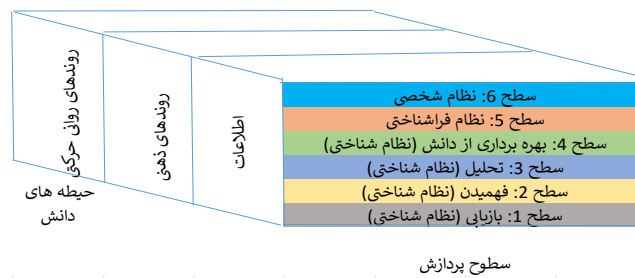 سطح 6: نظام شخصی
سطح 5: نظام فراشناختی
سطح 4: بهره برداری از دانش (نظام شناختی)
سطح 3: تحلیل (نظام شناختی)
سطح 2: فهمیدن (نظام شناختی)
سطح 1: بازیابی (نظام شناختی)
اطلاعات
روندهای ذهنی
روندهای روانی حرکتی
حیطه های
دانش
سطوح پردازش